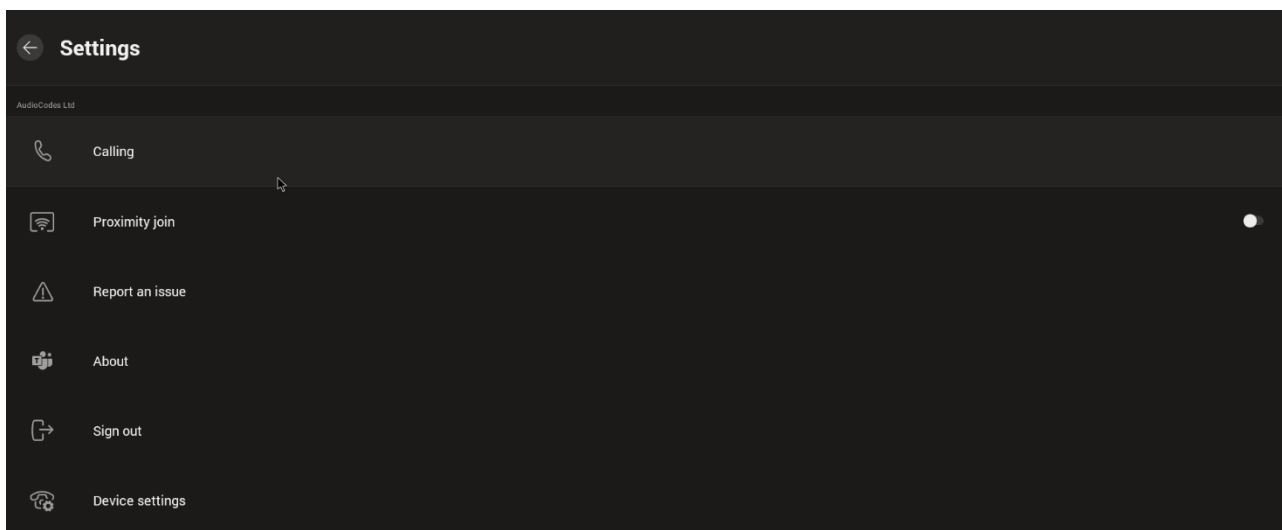 Settings
AudioCodes Ltd
Calling
Proximity join
Report an issue
About
Sign out
Device settings